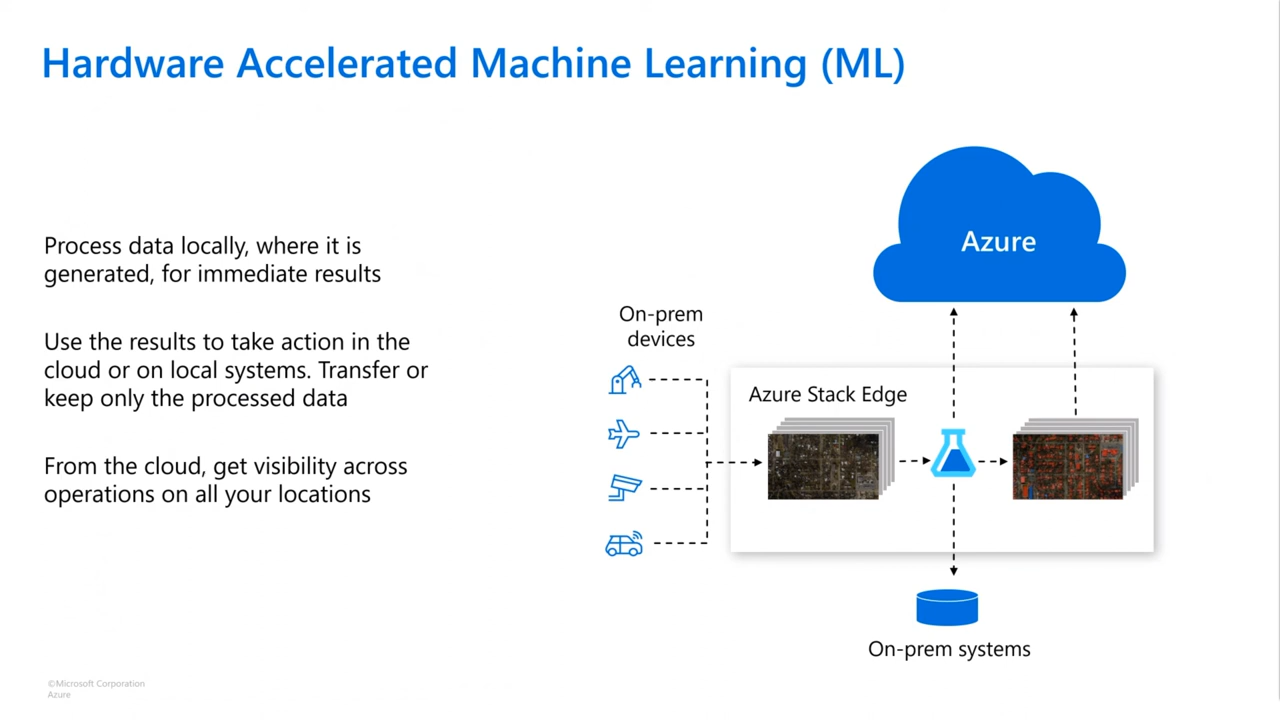 Hardware Accelerated Machine Learning (ML)
Process data locally, where it is
generated, for immediate results
Use the results to take action in the
cloud or on local systems. Transfer or
keep only the processed data
From the cloud, get visibility across
operations on all your locations
Azure
On-prem
devices
Azure Stack Edge
On-prem systems
©Microsoft Corporation
Azure